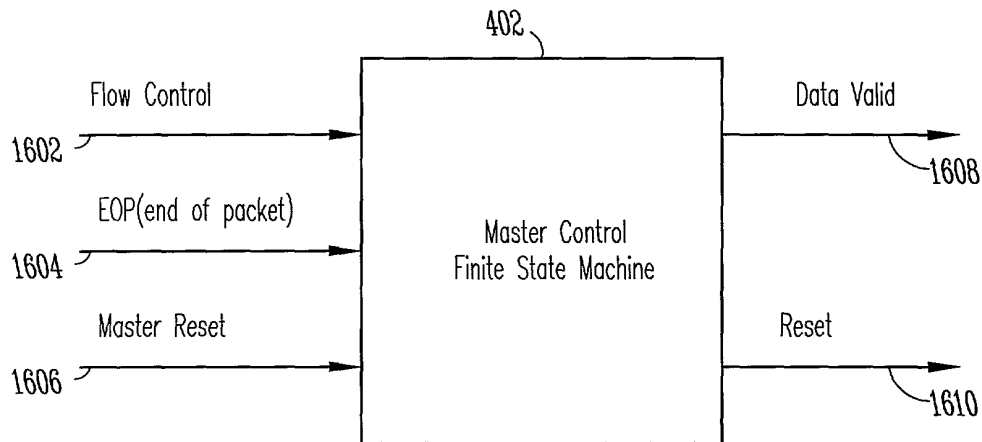 402
Flow Control
Data Valid
1602
1608
EOP(end of packet)
1604
Master Control
Finite State Machine
Master Reset
Reset
1606
1610